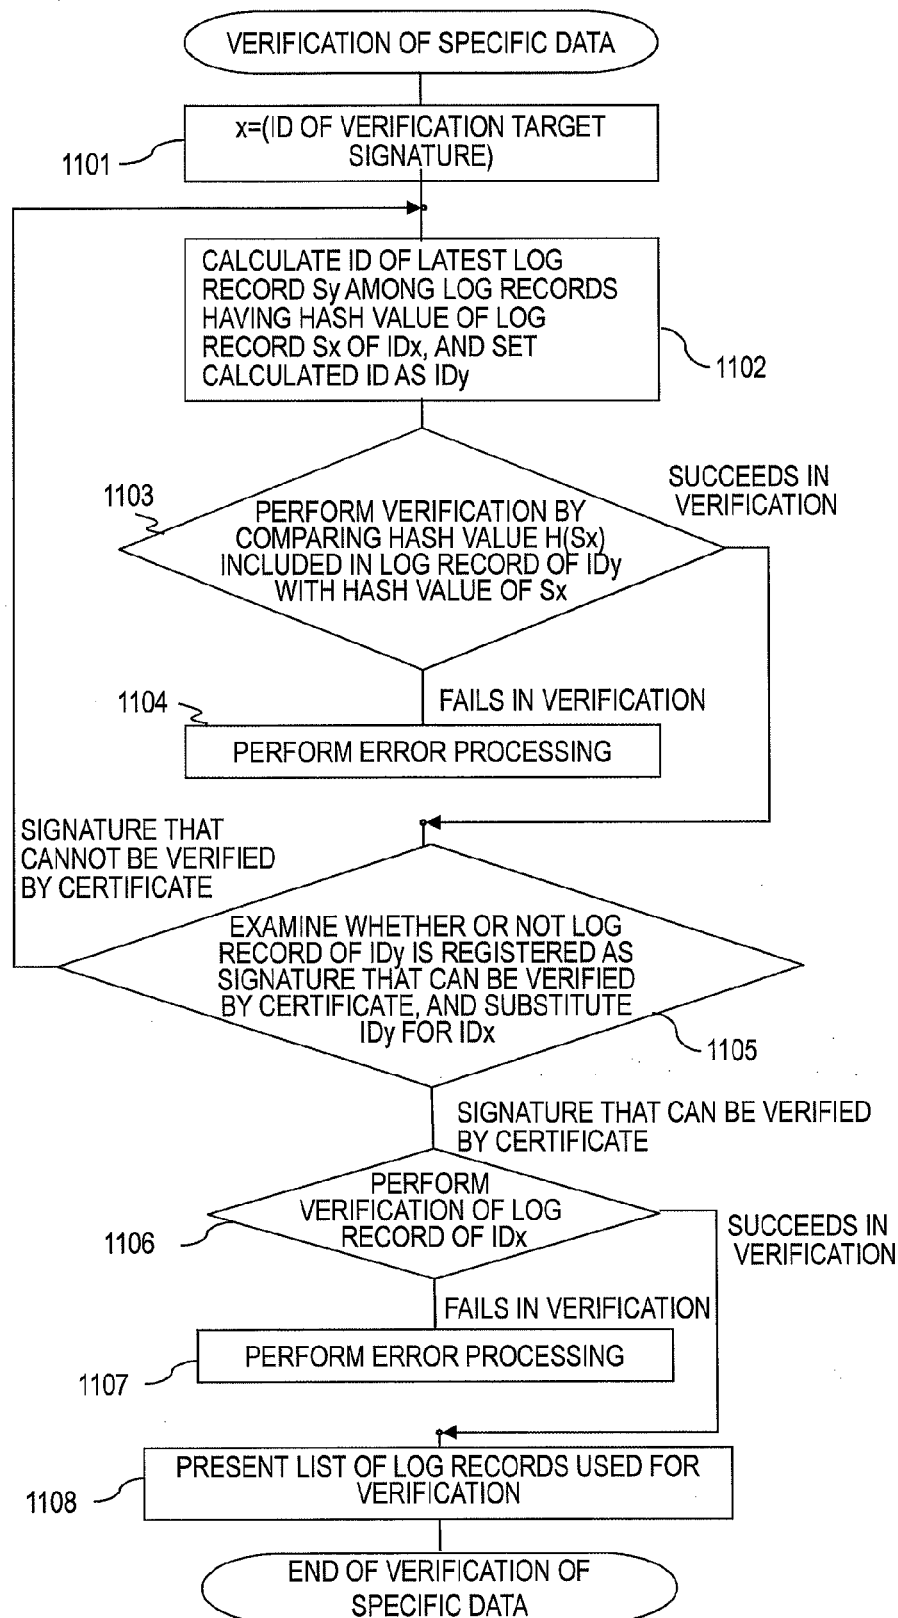 VERIFICATION OF SPECIFIC DATA
x=(ID OF VERIFICATION TARGET
SIGNATURE)
1101
CALCULATE ID OF LATEST LOG
RECORD Sy AMONG LOG RECORDS
HAVING HASH VALUE OF LOG
RECORD Sx OF IDx, AND SET
CALCULATED ID AS IDy
1102
1103
SUCCEEDS IN
VERIFICATION
PERFORM VERIFICATION BY
COMPARING HASH VALUE H(Sx)
INCLUDED IN LOG RECORD OF IDy
WITH HASH VALUE OF Sx
1104
FAILS IN VERIFICATION
PERFORM ERROR PROCESSING
SIGNATURE THAT
CANNOT BE VERIFIED
BY CERTIFICATE
EXAMINE WHETHER OR NOT LOG
RECORD OF IDy IS REGISTERED AS
SIGNATURE THAT CAN BE VERIFIED
BY CERTIFICATE, AND SUBSTITUTE
IDy FOR IDx
1105
SIGNATURE THAT CAN BE VERIFIED
BY CERTIFICATE
PERFORM
VERIFICATION OF LOG
RECORD OF IDx
1106
SUCCEEDS IN
VERIFICATION
FAILS IN VERIFICATION
PERFORM ERROR PROCESSING
1107
PRESENT LIST OF LOG RECORDS USED FOR
VERIFICATION
1108
END OF VERIFICATION OF
SPECIFIC DATA